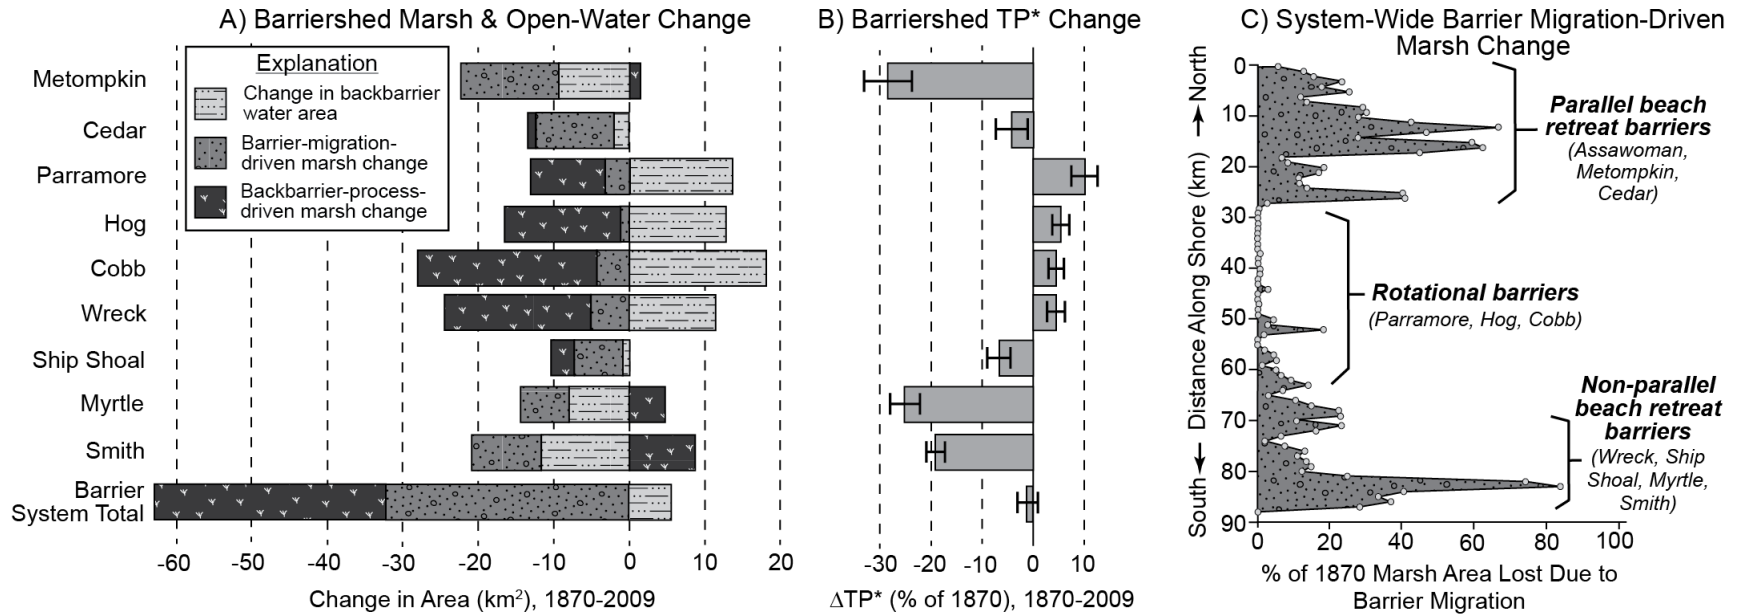 A) Barriershed Marsh & Open-Water Change
Explanation
Change in backbarrier
water area
Barrier-migration-
driven marsh change
Backbarrier-process-
driven marsh change
Metompkin
Cedar
Parramore
Hog
Cobb
Wreck
Ship Shoal
Myrtle
Smith
Barrier
System Total
-60 -50 -40 -30 -20 -10 0 10 20
Change in Area (km²), 1870-2009
B) Barriershed TP* Change
-30 -20 -10 0 10
ΔTP* (% of 1870), 1870-2009
C) System-Wide Barrier Migration-Driven
Marsh Change
South ← Distance Along Shore (km) → North
0
10
20
30
40
50
60
70
80
90
Parallel beach
retreat barriers
(Assawoman,
Metompkin,
Cedar)
Rotational barriers
(Parramore, Hog, Cobb)
Non-parallel
beach retreat
barriers
(Wreck, Ship
Shoal, Myrtle,
Smith)
0 20 40 60 80 100
% of 1870 Marsh Area Lost Due to
Barrier Migration